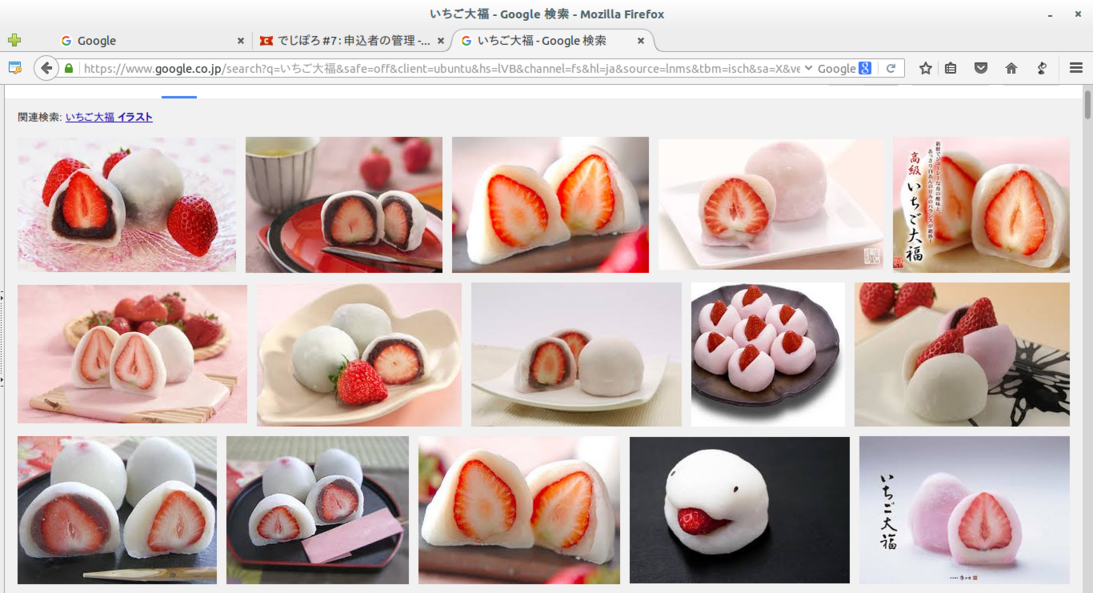 いちご大福 - Google 検索 - Mozilla Firefox
Google
でじぽろ #7: 申込者の管理 -...
いちご大福 - Google 検索
https://www.google.co.jp/search?q=いちご大福&safe=off&client=ubuntu&hs=lVB&channel=fs&hl=ja&source=lnms&tbm=isch&sa=X&ve
Google
関連検索: いちご大福 イラスト
高級
いちご大福
いちご大福